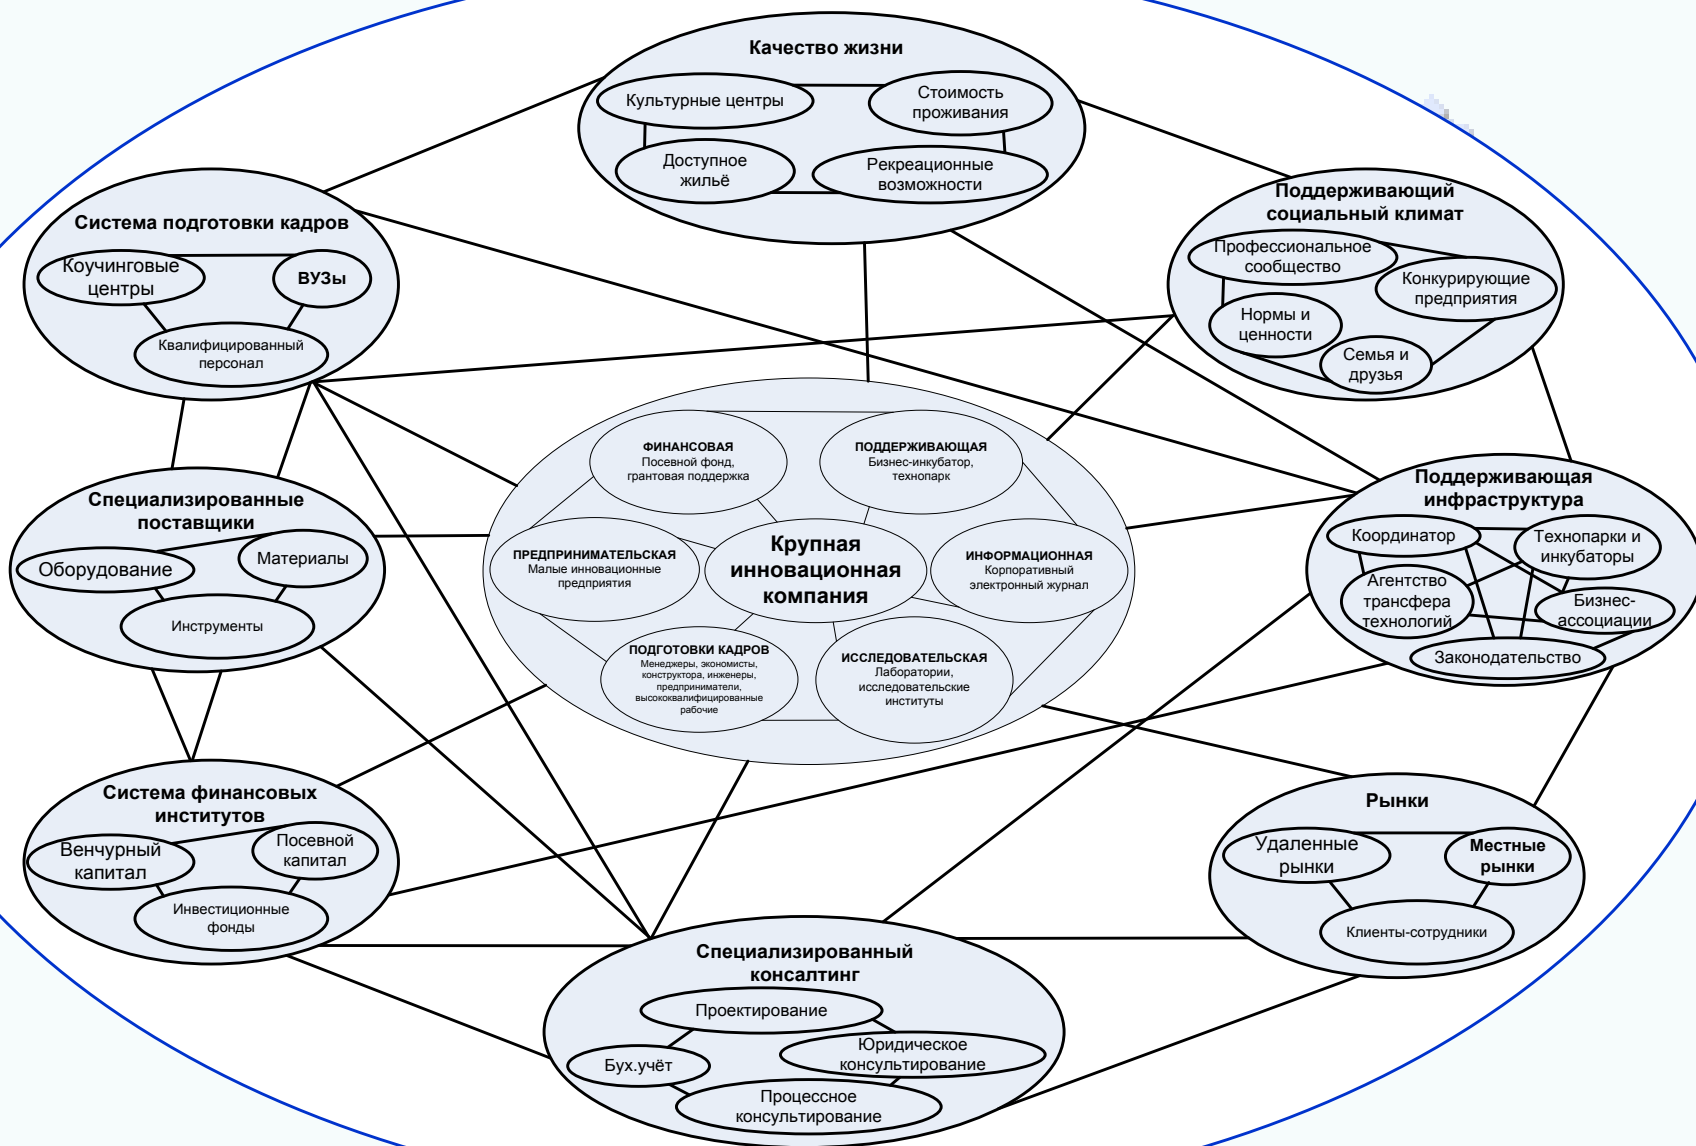 Качество жизни
Культурные центры
Стоимость
проживания
Доступное
жильё
Рекреационные
возможности
Поддерживающий
социальный климат
Профессиональное
сообщество
Конкурирующие
предприятия
Нормы и
ценности
Семья и
друзья
Система подготовки кадров
Коучинговые
центры
ВУЗы
Квалифицированный
персонал
ФИНАНСОВАЯ
Посевной фонд,
грантовая поддержка
ПОДДЕРЖИВАЮЩАЯ
Бизнес-инкубатор,
технопарк
ПРЕДПРИНИМАТЕЛЬСКАЯ
Малые инновационные
предприятия
Крупная
инновационная
компания
ИНФОРМАЦИОННАЯ
Корпоративный
электронный журнал
ПОДГОТОВКИ КАДРОВ
Менеджеры, экономисты,
конструктора, инженеры,
предприниматели,
высококвалифицированные
рабочие
ИССЛЕДОВАТЕЛЬСКАЯ
Лаборатории,
исследовательские
институты
Специализированные
поставщики
Оборудование
Материалы
Инструменты
Поддерживающая
инфраструктура
Координатор
Технопарки и
инкубаторы
Агентство
трансфера
технологий
Бизнес-
ассоциации
Законодательство
Система финансовых
институтов
Венчурный
капитал
Посевной
капитал
Инвестиционные
фонды
Рынки
Удаленные
рынки
Местные
рынки
Клиенты-сотрудники
Специализированный
консалтинг
Проектирование
Бух.учёт
Юридическое
консультирование
Процессное
консультирование